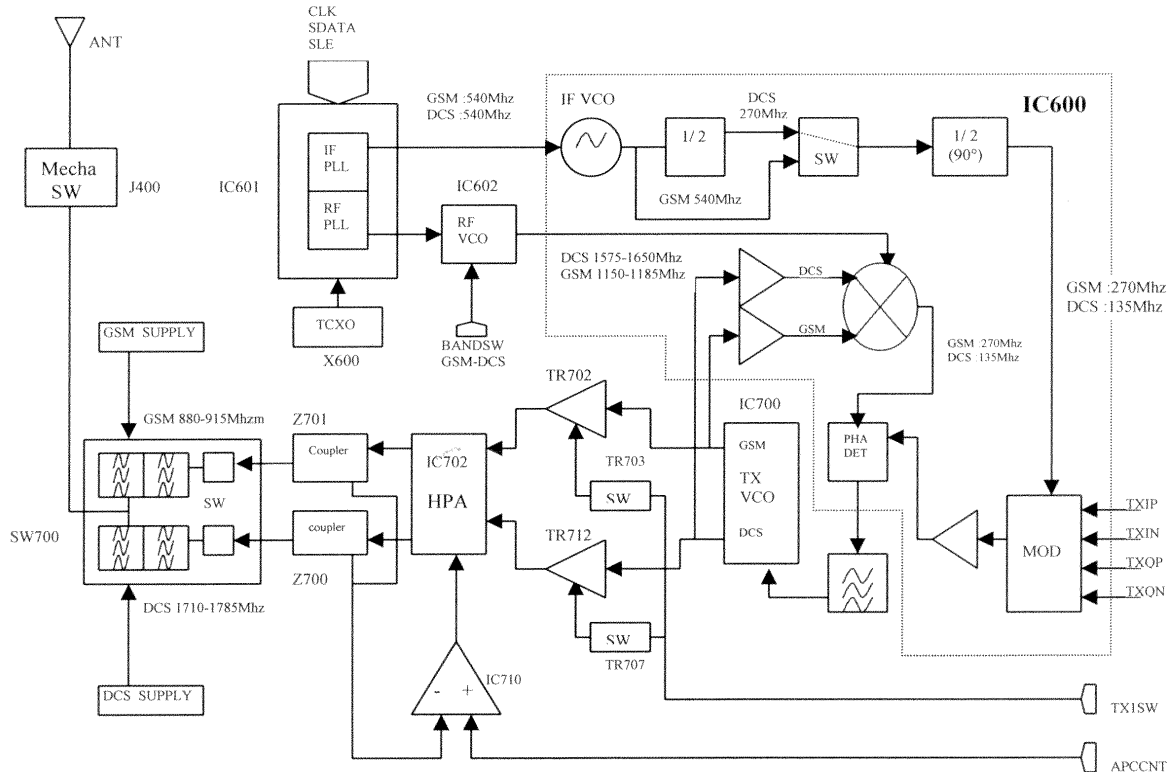 CLK
SDATA
SLE
ANT
GSM :540Mhz
DCS :540Mhz
IF VCO
DCS
270Mhz
IC600
1/ 2
SW
1/ 2
(90°)
IF
PLL
RF
PLL
IC601
Mecha
SW
J400
IC602
RF
VCO
GSM 540Mhz
DCS 1575-1650Mhz
GSM 1150-1185Mhz
DCS
GSM
GSM :270Mhz
DCS :135Mhz
GSM :270Mhz
DCS :135Mhz
TCXO
X600
BANDSW
GSM-DCS
GSM SUPPLY
GSM 880-915Mhzm
Z701
TR702
IC700
Coupler
IC702
HPA
TR703
SW
GSM
TX
VCO
DCS
PHA
DET
SW
SW700
coupler
Z700
TR712
SW
TR707
MOD
TXIP
TXIN
TXQP
TXQN
DCS 1710-1785Mhz
DCS SUPPLY
- +
IC710
TX1SW
APCCNT